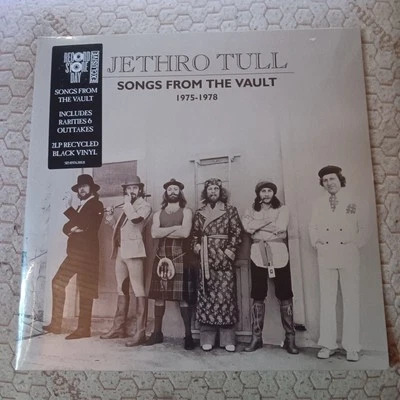 RECORD
STORE
DAY
JETHRO TULL
SONGS FROM THE VAULT
1975-1978
SONGS FROM
THE VAULT
INCLUDES
RARITIES &
OUTTAKES
2LP RECYCLED
BLACK VINYL